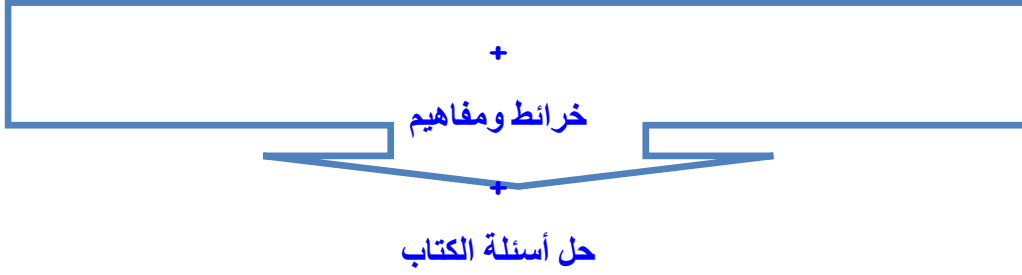 +
خرائط ومفاهيم
+
حل أسئلة الكتاب